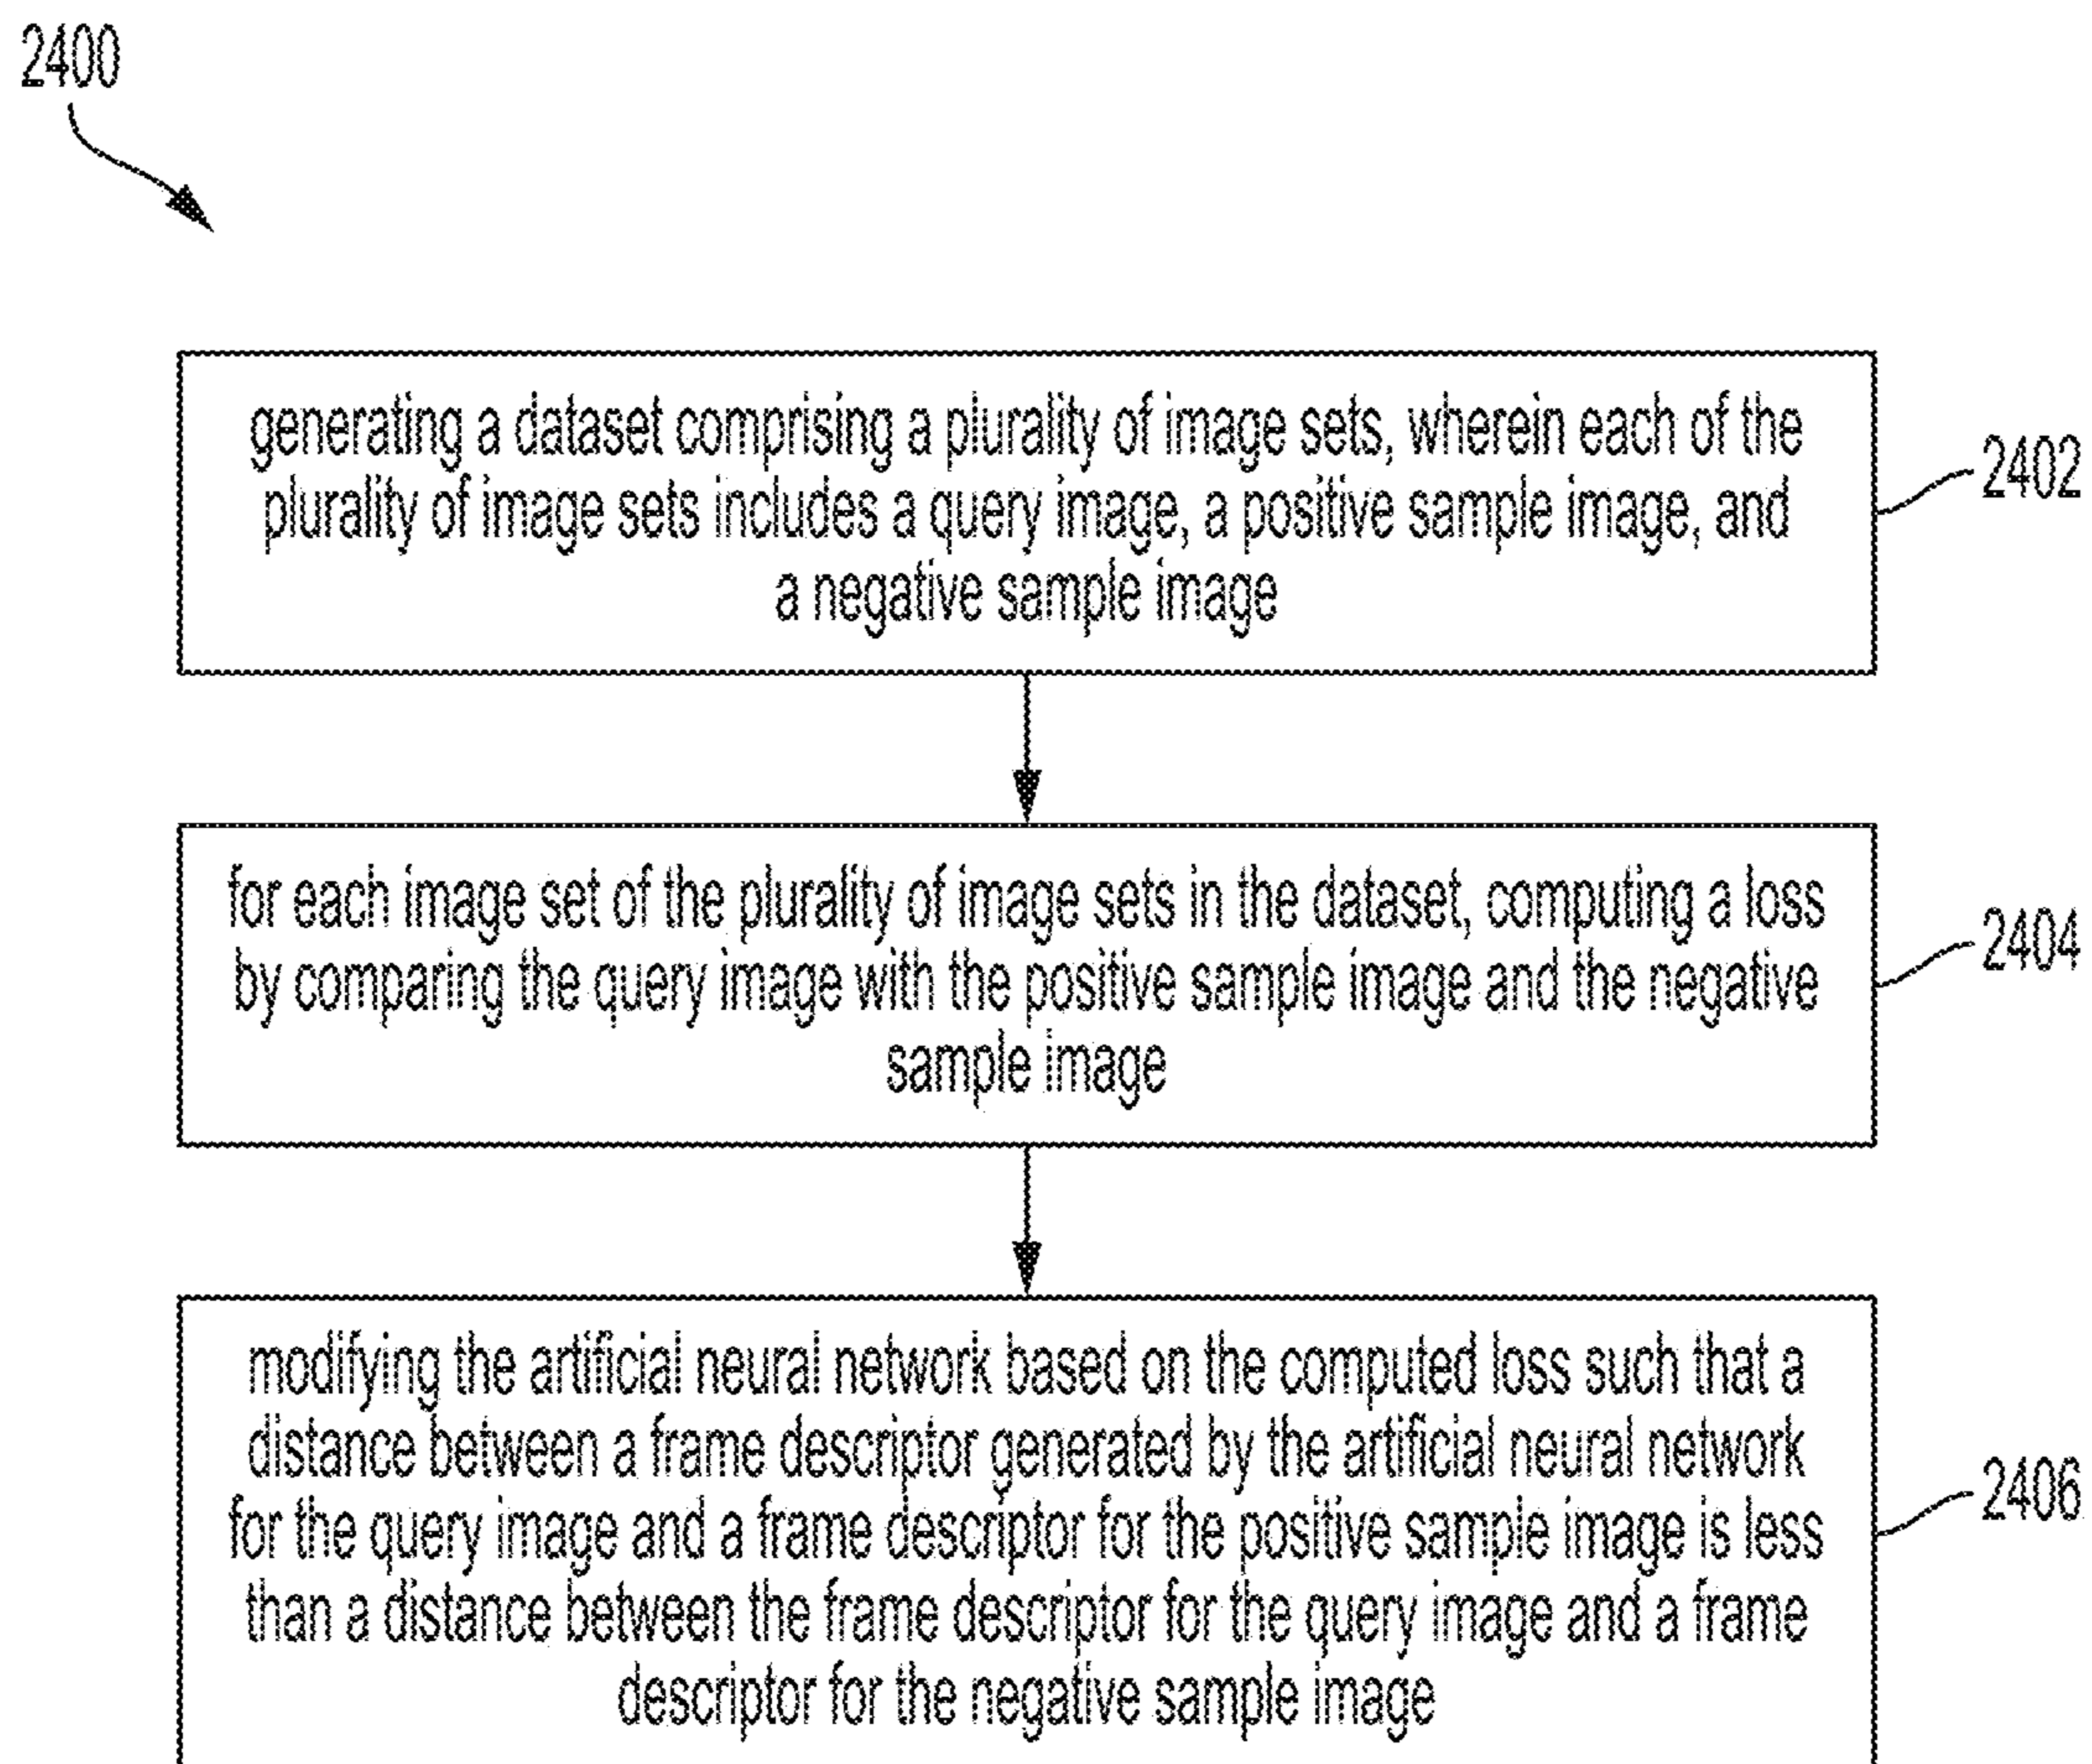 2400
generating a dataset comprising a plurality of image sets, wherein each of the
plurality of image sets includes a query image, a positive sample image, and
a negative sample image
2402
for each image set of the plurality of image sets in the dataset, computing a loss
by comparing the query image with the positive sample image and the negative
sample image
2404
modifying the artificial neural network based on the computed loss such that a
distance between a frame descriptor generated by the artificial neural network
for the query image and a frame descriptor for the positive sample image is less
than a distance between the frame descriptor for the query image and a frame
descriptor for the negative sample image
2406